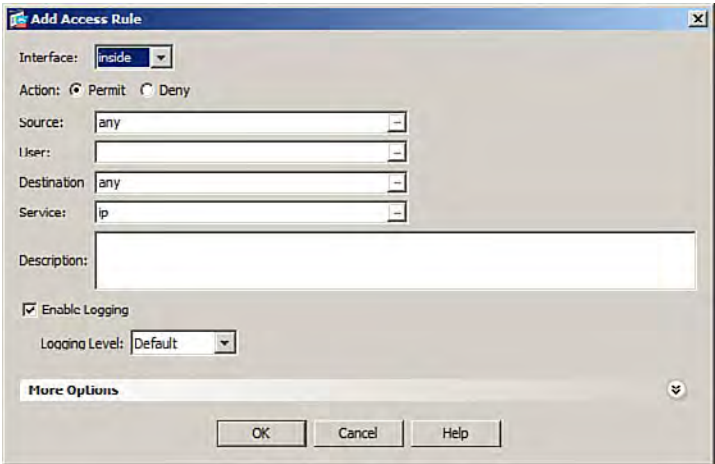 Add Access Rule
Interface: inside
Action: Permit Deny
Source: any
User:
Destination any
Service: ip
Description:
Enable Logging
Logging Level: Default
More Options
OK Cancel Help